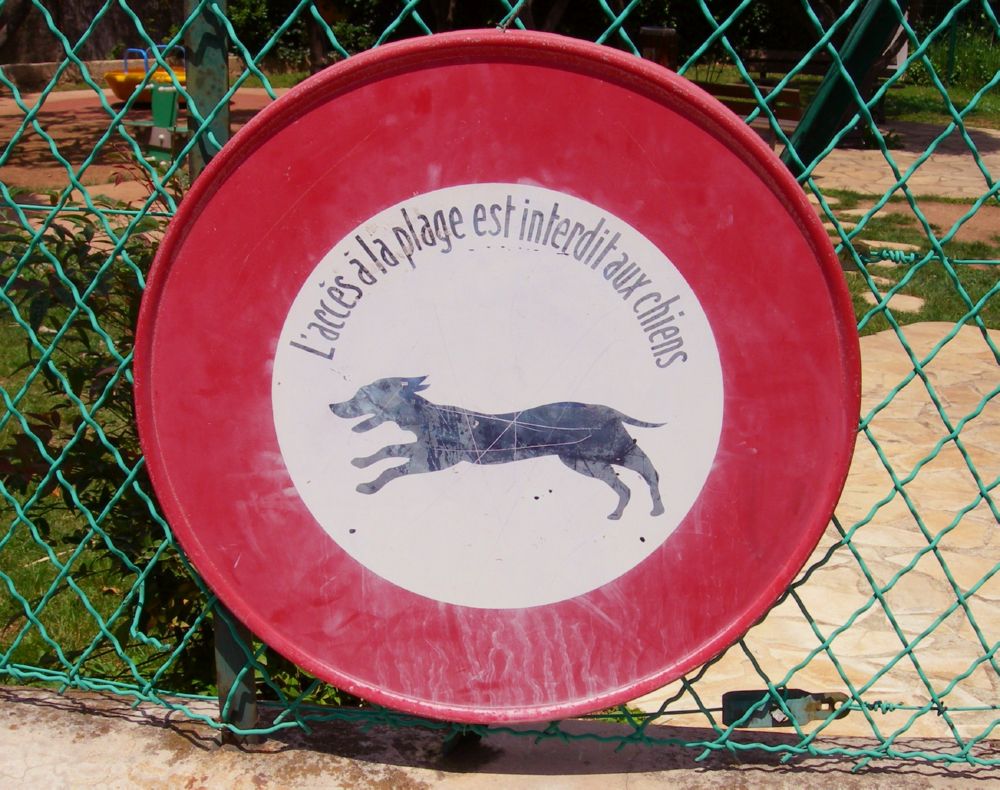 L'accès à la plage est interdit aux chiens